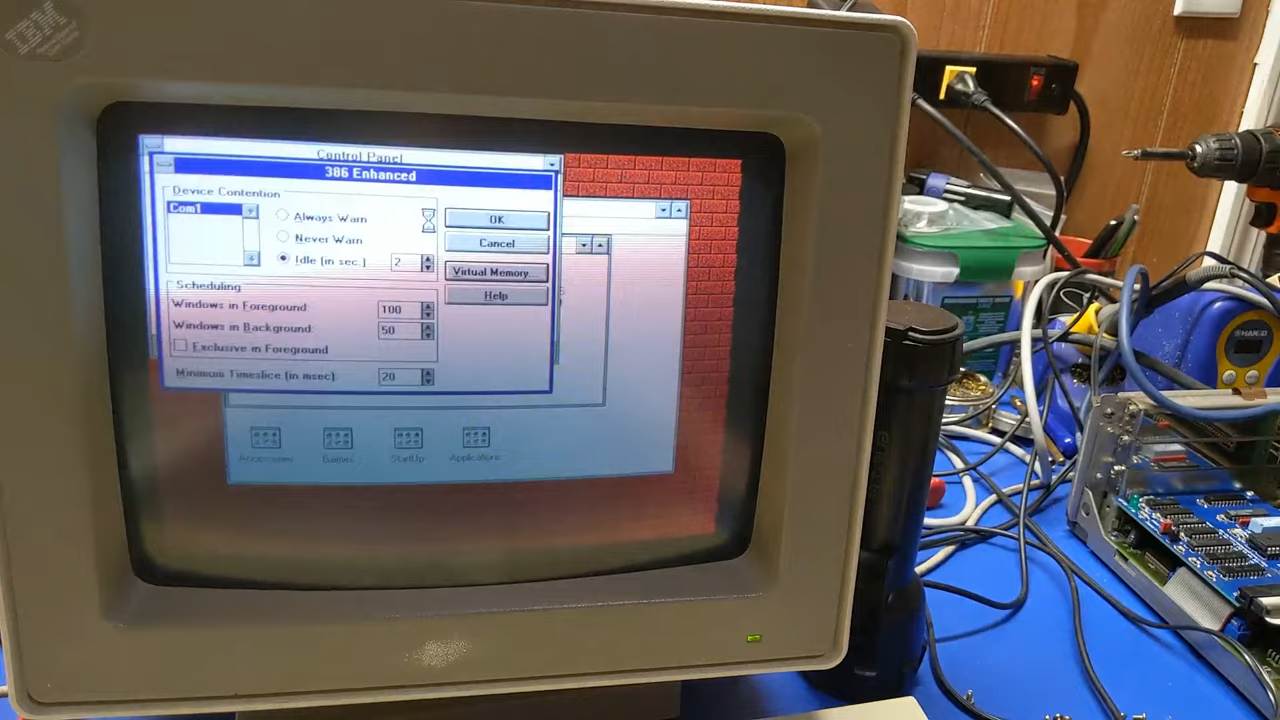 IBM
Control Panel
386 Enhanced
Device Contention
Com1
Always Warn
Never Warn
Idle (in sec.)
2
OK
Cancel
Virtual Memory...
Help
Scheduling
Windows in Foreground:
100
Windows in Background:
50
Exclusive in Foreground
Minimum Timeslice (in msec):
20
Accessories
Games
StartUp
Applications
HAKKO